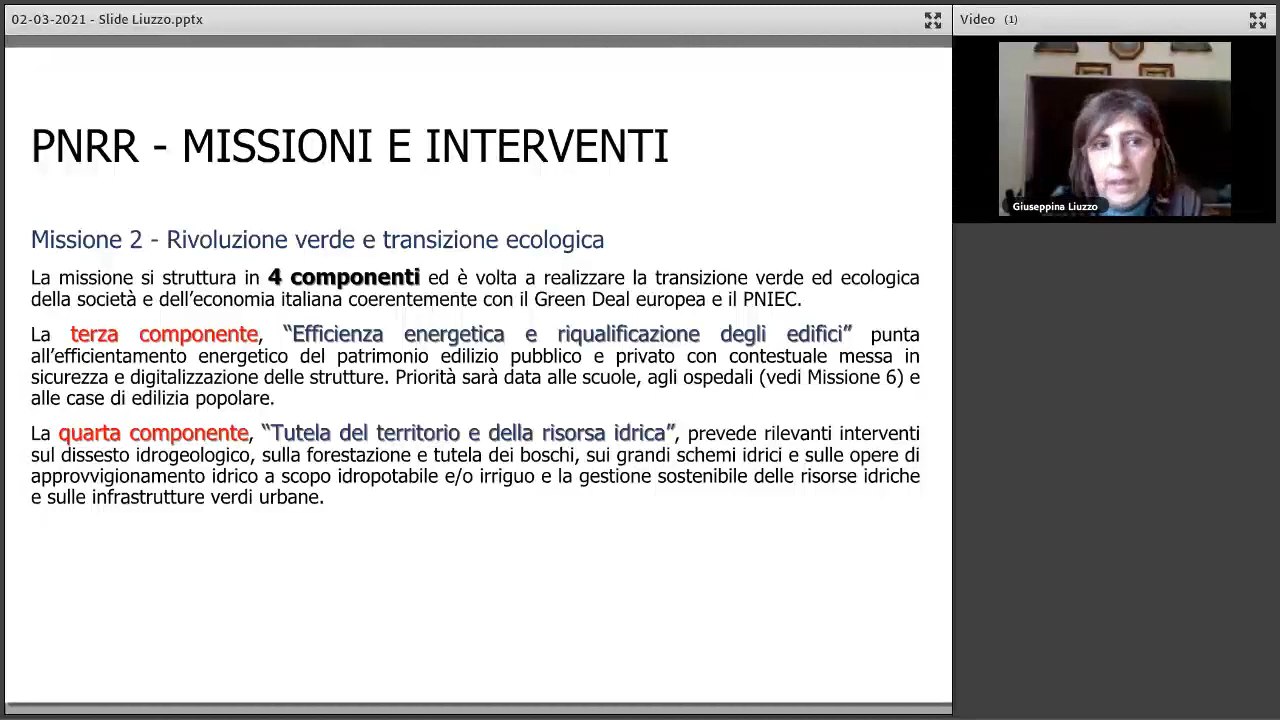 02-03-2021 - Slide Liuzzo.pptx
Video (1)
Giuseppina Liuzzo
PNRR - MISSIONI E INTERVENTI
Missione 2 - Rivoluzione verde e transizione ecologica
La missione si struttura in 4 componenti ed è volta a realizzare la transizione verde ed ecologica
della società e dell’economia italiana coerentemente con il Green Deal europea e il PNIEC.
La terza componente, “Efficienza energetica e riqualificazione degli edifici” punta
all’efficientamento energetico del patrimonio edilizio pubblico e privato con contestuale messa in
sicurezza e digitalizzazione delle strutture. Priorità sarà data alle scuole, agli ospedali (vedi Missione 6) e
alle case di edilizia popolare.
La quarta componente, “Tutela del territorio e della risorsa idrica”, prevede rilevanti interventi
sul dissesto idrogeologico, sulla forestazione e tutela dei boschi, sui grandi schemi idrici e sulle opere di
approvvigionamento idrico a scopo idropotabile e/o irriguo e la gestione sostenibile delle risorse idriche
e sulle infrastrutture verdi urbane.